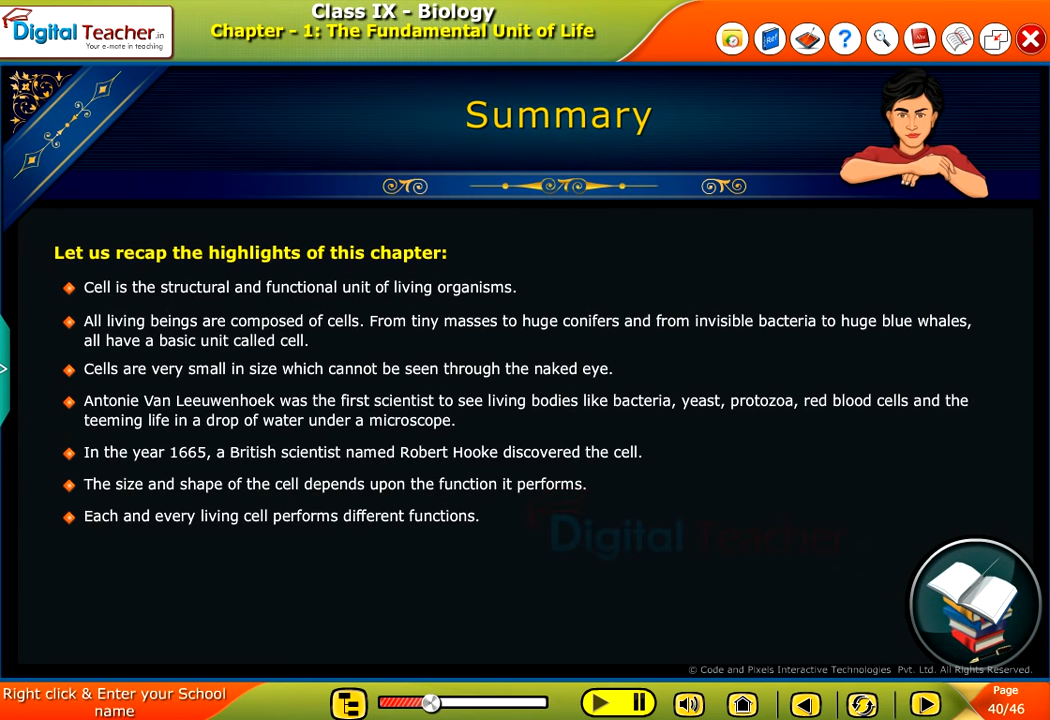 Class IX - Biology
Digital Teacher.in
Your e-mate in teaching
Chapter - 1: The Fundamental Unit of Life
Summary
Let us recap the highlights of this chapter:
Cell is the structural and functional unit of living organisms.
All living beings are composed of cells. From tiny masses to huge conifers and from invisible bacteria to huge blue whales,
all have a basic unit called cell.
Cells are very small in size which cannot be seen through the naked eye.
Antonie Van Leeuwenhoek was the first scientist to see living bodies like bacteria, yeast, protozoa, red blood cells and the
teeming life in a drop of water under a microscope.
In the year 1665, a British scientist named Robert Hooke discovered the cell.
The size and shape of the cell depends upon the function it performs.
Each and every living cell performs different functions.
Digital Teacher
© Code and Pixels Interactive Technologies Pvt. Ltd. All Rights Reserved.
Right click & Enter your School
name
Page
40/46